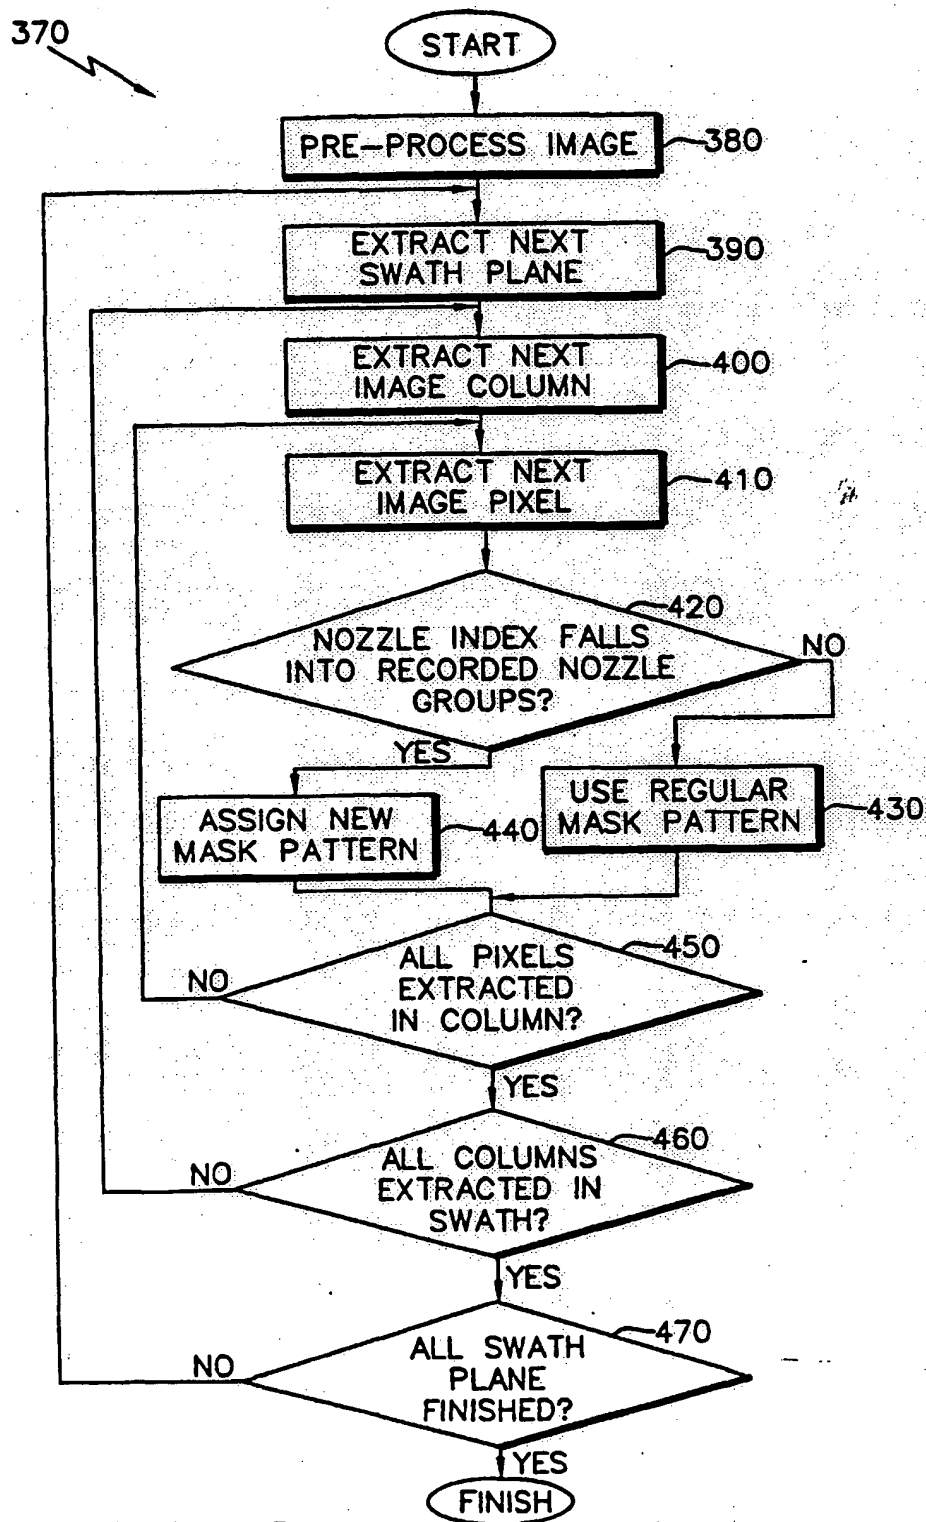 370
START
PRE-PROCESS IMAGE
380
EXTRACT NEXT
SWATH PLANE
390
EXTRACT NEXT
IMAGE COLUMN
400
EXTRACT NEXT
IMAGE PIXEL
410
420
NOZZLE INDEX FALLS
INTO RECORDED NOZZLE
GROUPS?
NO
YES
ASSIGN NEW
MASK PATTERN
440
USE REGULAR
MASK PATTERN
430
450
ALL PIXELS
EXTRACTED
IN COLUMN?
NO
YES
460
ALL COLUMNS
EXTRACTED IN
SWATH?
NO
YES
470
ALL SWATH
PLANE
FINISHED?
NO
YES
FINISH